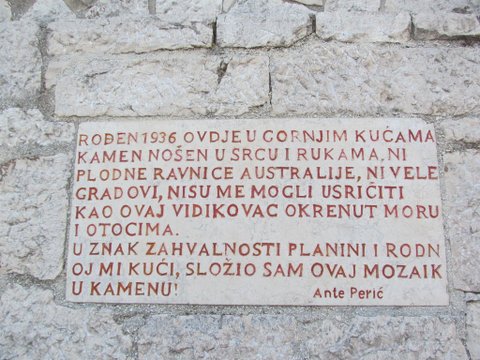 ROĐEN 1936 OVDJE U GORNJIM KUĆAMA
KAMEN NOŠEN U SRCU I RUKAMA, NI
PLODNE RAVNICE AUSTRALIJE, NI VELE
GRADOVI, NISU ME MOGLI USRIČITI
KAO OVAJ VIDIKOVAC OKRENUT MORU
I OTOCIMA.
U ZNAK ZAHVALNOSTI PLANINI I RODN
OJ MI KUĆI, SLOŽIO SAM OVAJ MOZAIK
U KAMENU!
Ante Perić